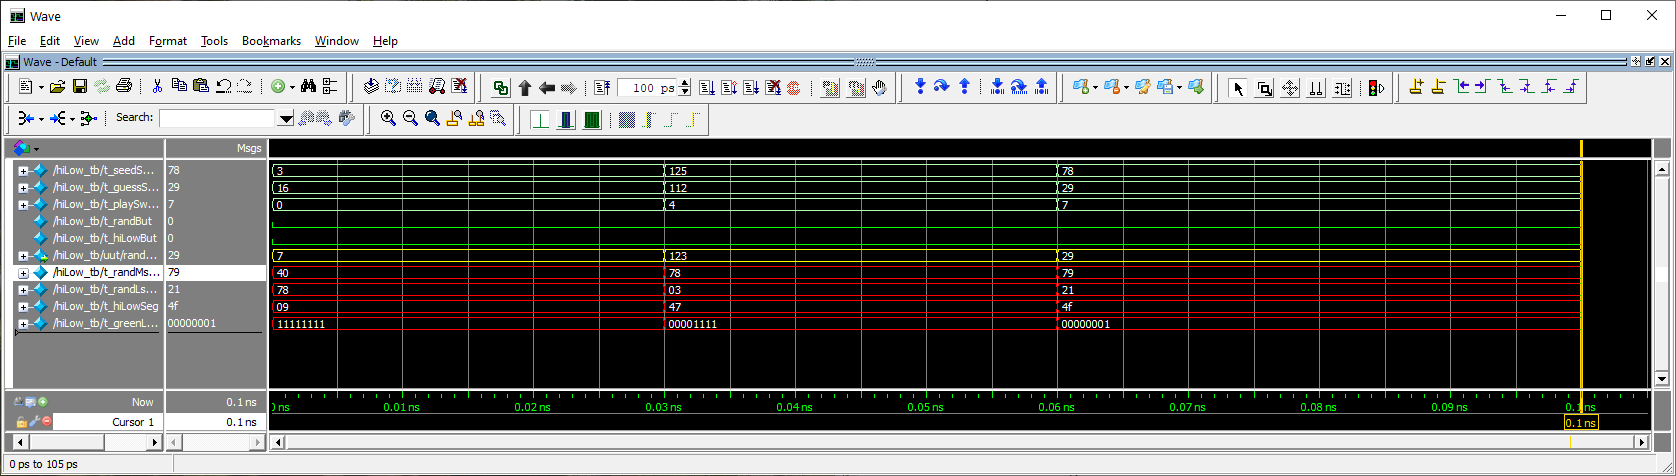 Wave
File Edit View Add Format Tools Bookmarks Window Help
Wave - Default
100 ps
Search:
Msgs
/hiLow_tb/t_seedS... 78 3 125 78
/hiLow_tb/t_guessS... 29 16 112 29
/hiLow_tb/t_playSw... 7 0 4 7
/hiLow_tb/t_randBut 0
/hiLow_tb/t_hiLowBut 0
/hiLow_tb/uut/rand... 29 7 123 29
/hiLow_tb/t_randMs... 79 40 78 79
/hiLow_tb/t_randLs... 21 78 03 21
/hiLow_tb/t_hiLowSeg 4f 09 47 4f
/hiLow_tb/t_greenL... 00000001 11111111 00001111 00000001
Now 0.1 ns ns 0.01 ns 0.02 ns 0.03 ns 0.04 ns 0.05 ns 0.06 ns 0.07 ns 0.08 ns 0.09 ns 0.1 ns
Cursor 1 0.1 ns 0.1 ns
0 ps to 105 ps